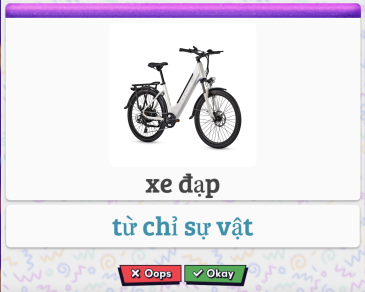 xe đạp
từ chỉ sự vật
Oops
Okay